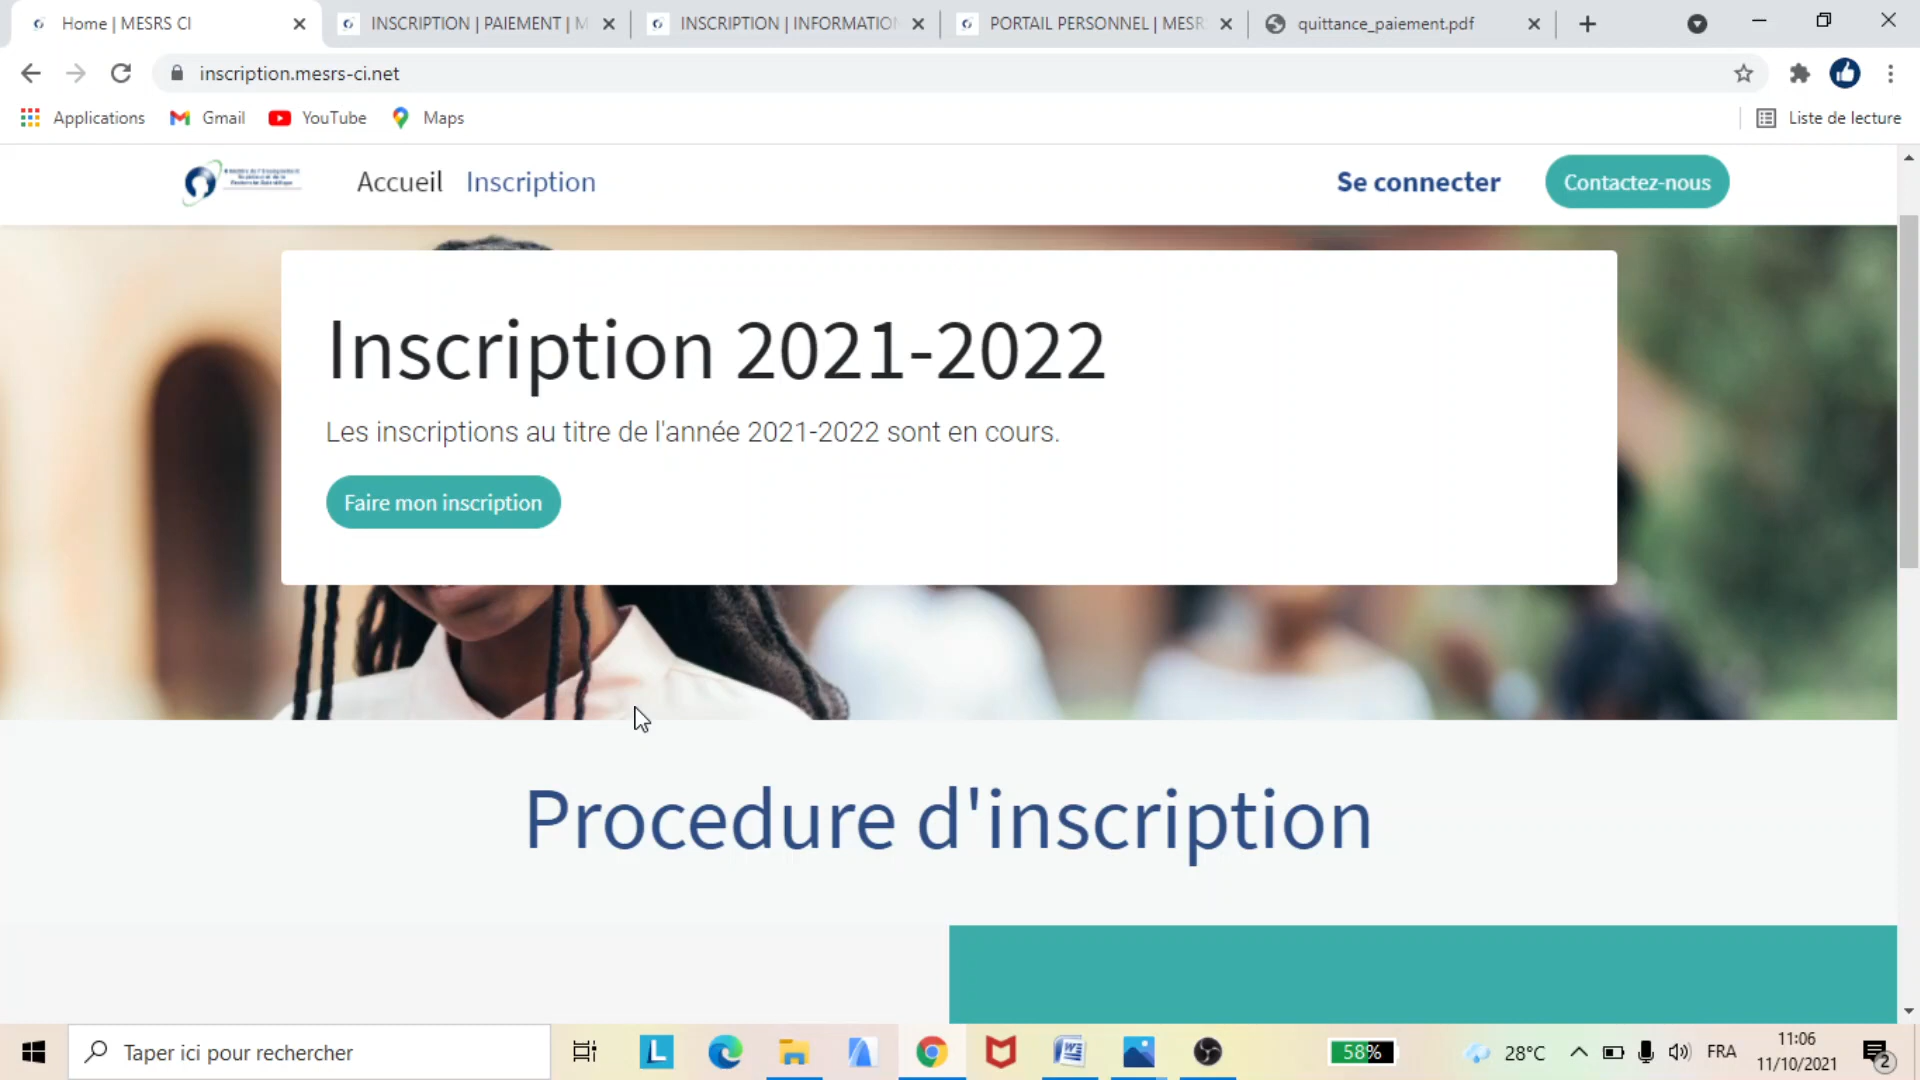 Home | MESRS CI
INSCRIPTION | PAIEMENT | M
INSCRIPTION | INFORMATION
PORTAIL PERSONNEL | MESR
quittance_paiement.pdf
inscription.mesrs-ci.net
Applications
Gmail
YouTube
Maps
Liste de lecture
Accueil
Inscription
Se connecter
Contactez-nous
Inscription 2021-2022
Les inscriptions au titre de l'année 2021-2022 sont en cours.
Faire mon inscription
Procedure d'inscription
Taper ici pour rechercher
58%
28°C
FRA
11:06
11/10/2021
2